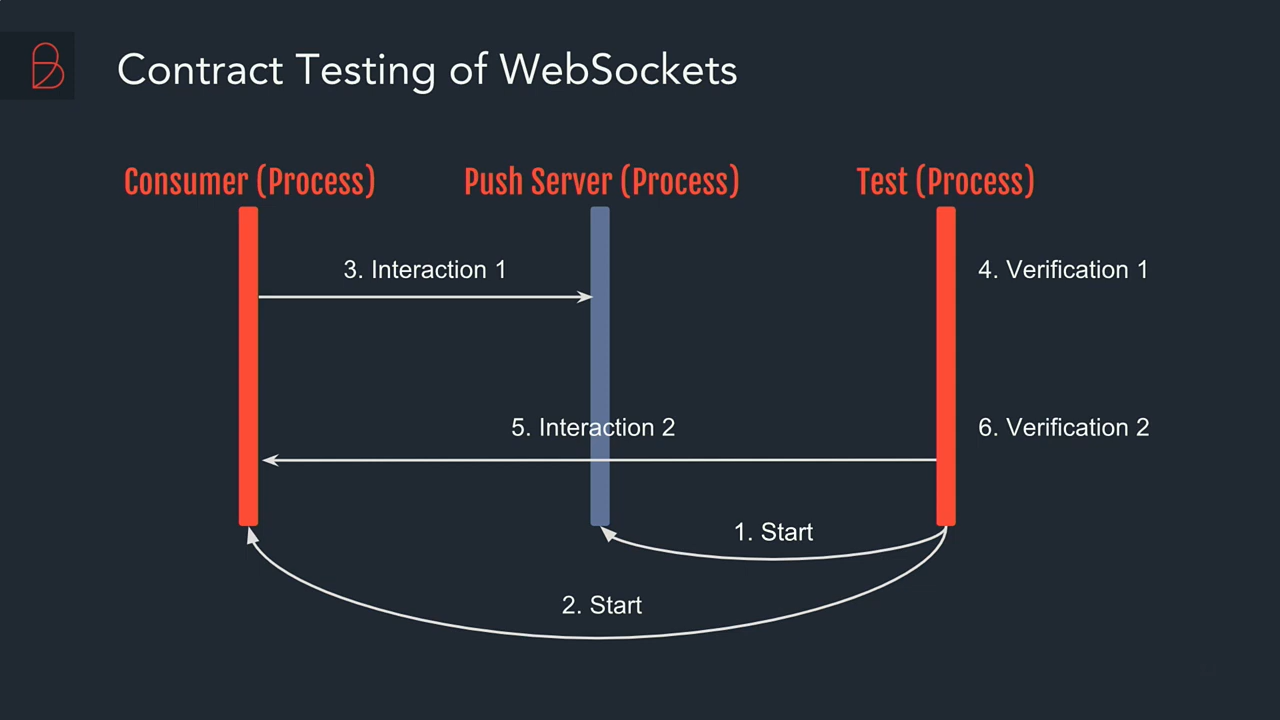 Contract Testing of WebSockets
Consumer (Process)
Push Server (Process)
Test (Process)
3. Interaction 1
4. Verification 1
5. Interaction 2
6. Verification 2
1. Start
2. Start